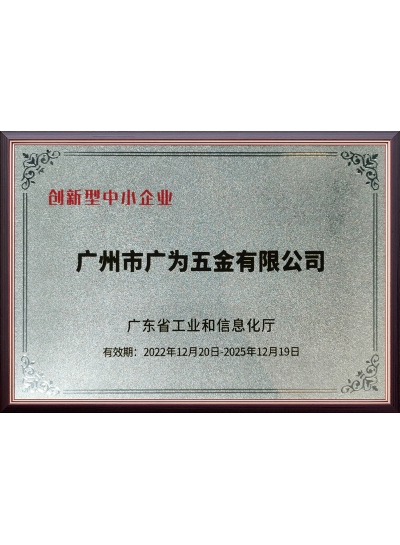 创新型中小企业
广州市广为五金有限公司
广东省工业和信息化厅
有效期：2022年12月20日-2025年12月19日